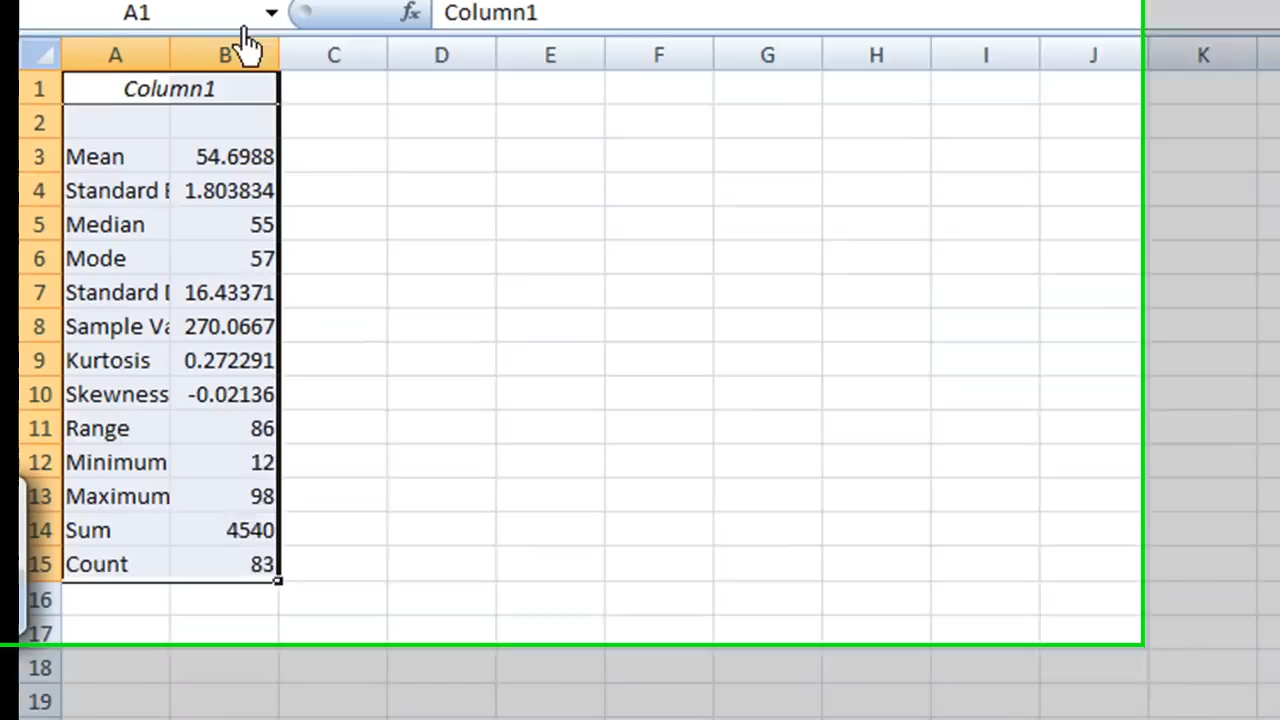 A1 fx Column1
A B C D E F G H I J K
1 Column1
2
3 Mean 54.6988
4 Standard E 1.803834
5 Median 55
6 Mode 57
7 Standard D 16.43371
8 Sample Va 270.0667
9 Kurtosis 0.272291
10 Skewness -0.02136
11 Range 86
12 Minimum 12
13 Maximum 98
14 Sum 4540
15 Count 83
16
17
18
19